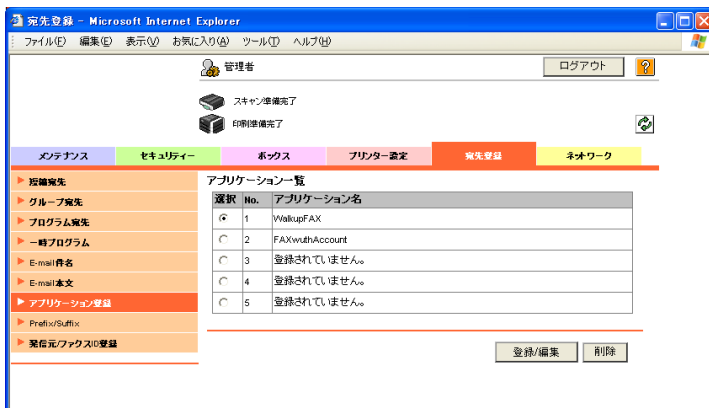 宛先登録 - Microsoft Internet Explorer
ファイル(F) 編集(E) 表示(V) お気に入り(A) ツール(T) ヘルプ(H)
管理者 ログアウト ?
スキャン準備完了
印刷準備完了
メンテナンス セキュリティー ボックス プリンター設定 宛先登録 ネットワーク
短縮宛先
グループ宛先
プログラム宛先
一時プログラム
E-mail件名
E-mail本文
アプリケーション登録
Prefix/Suffix
発信元/ファクスID登録
アプリケーション一覧
選択 No. アプリケーション名
1 WalkupFAX
2 FAXwuthAccount
3 登録されていません。
4 登録されていません。
5 登録されていません。
登録/編集 削除